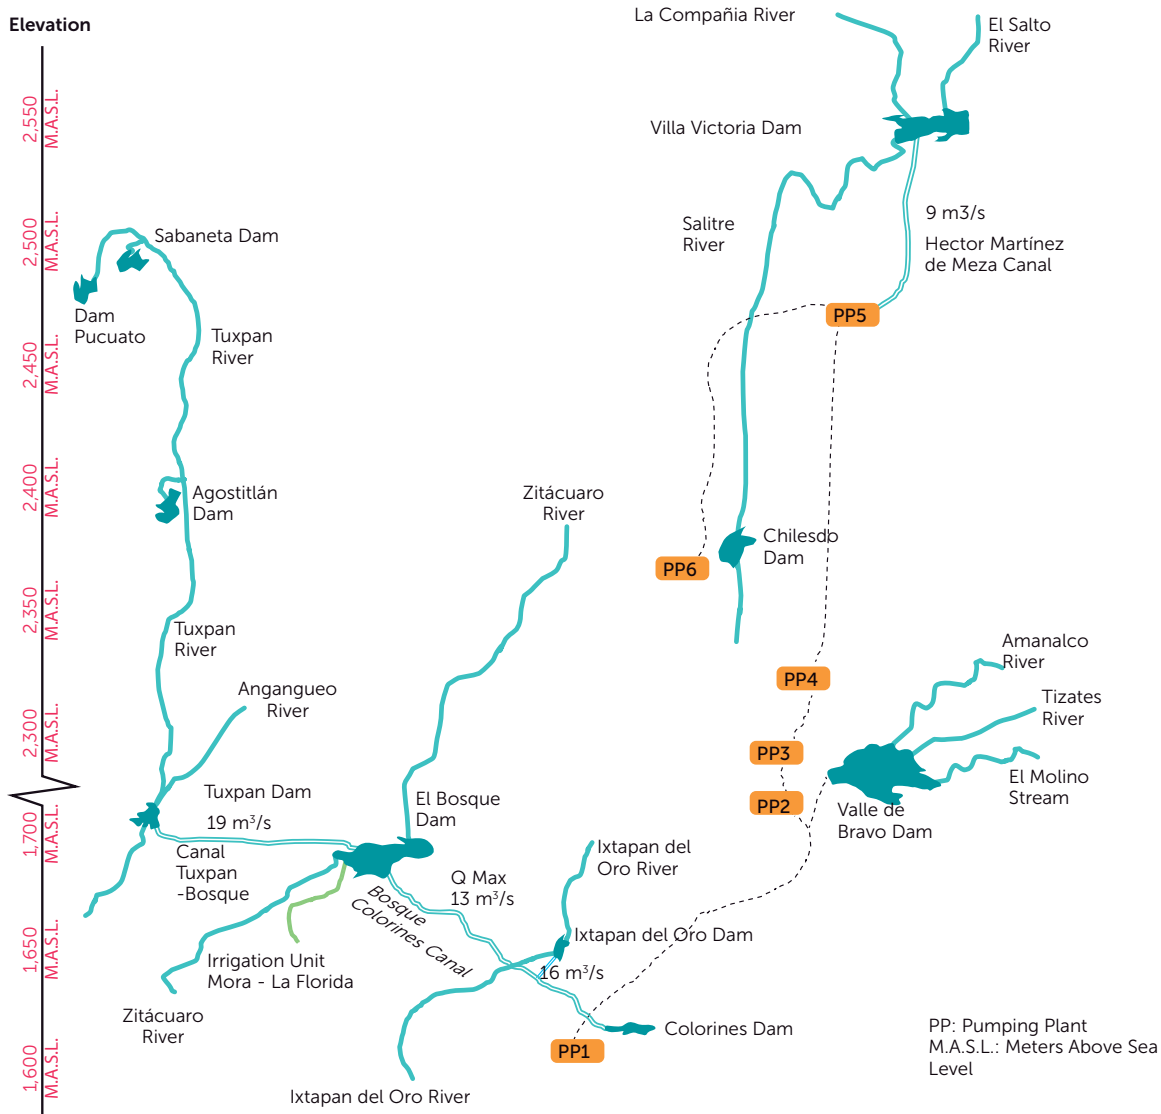 Elevation
La Compañia River
El Salto
River
2,550
M.A.S.L.
Villa Victoria Dam
2,500
M.A.S.L.
Sabaneta Dam
Salitre
River
9 m3/s
Hector Martínez
de Meza Canal
Dam
Pucuato
PP5
Tuxpan
River
2,450
M.A.S.L.
2,400
M.A.S.L.
Agostitlán
Dam
Zitácuaro
River
Chilesdo
Dam
PP6
2,350
M.A.S.L.
Tuxpan
River
Amanalco
River
PP4
Angangueo
River
Tizates
River
2,300
M.A.S.L.
PP3
El Molino
Stream
Tuxpan Dam
19 m³/s
El Bosque
Dam
PP2
Valle de
Bravo Dam
1,700
M.A.S.L.
Canal
Tuxpan
-Bosque
Ixtapan del
Oro River
Q Max
13 m³/s
Bosque
Colorines Canal
1,650
M.A.S.L.
Ixtapan del Oro Dam
Irrigation Unit
Mora - La Florida
16 m³/s
Zitácuaro
River
Colorines Dam
PP1
1,600
M.A.S.L.
Ixtapan del Oro River
PP: Pumping Plant
M.A.S.L.: Meters Above Sea
Level